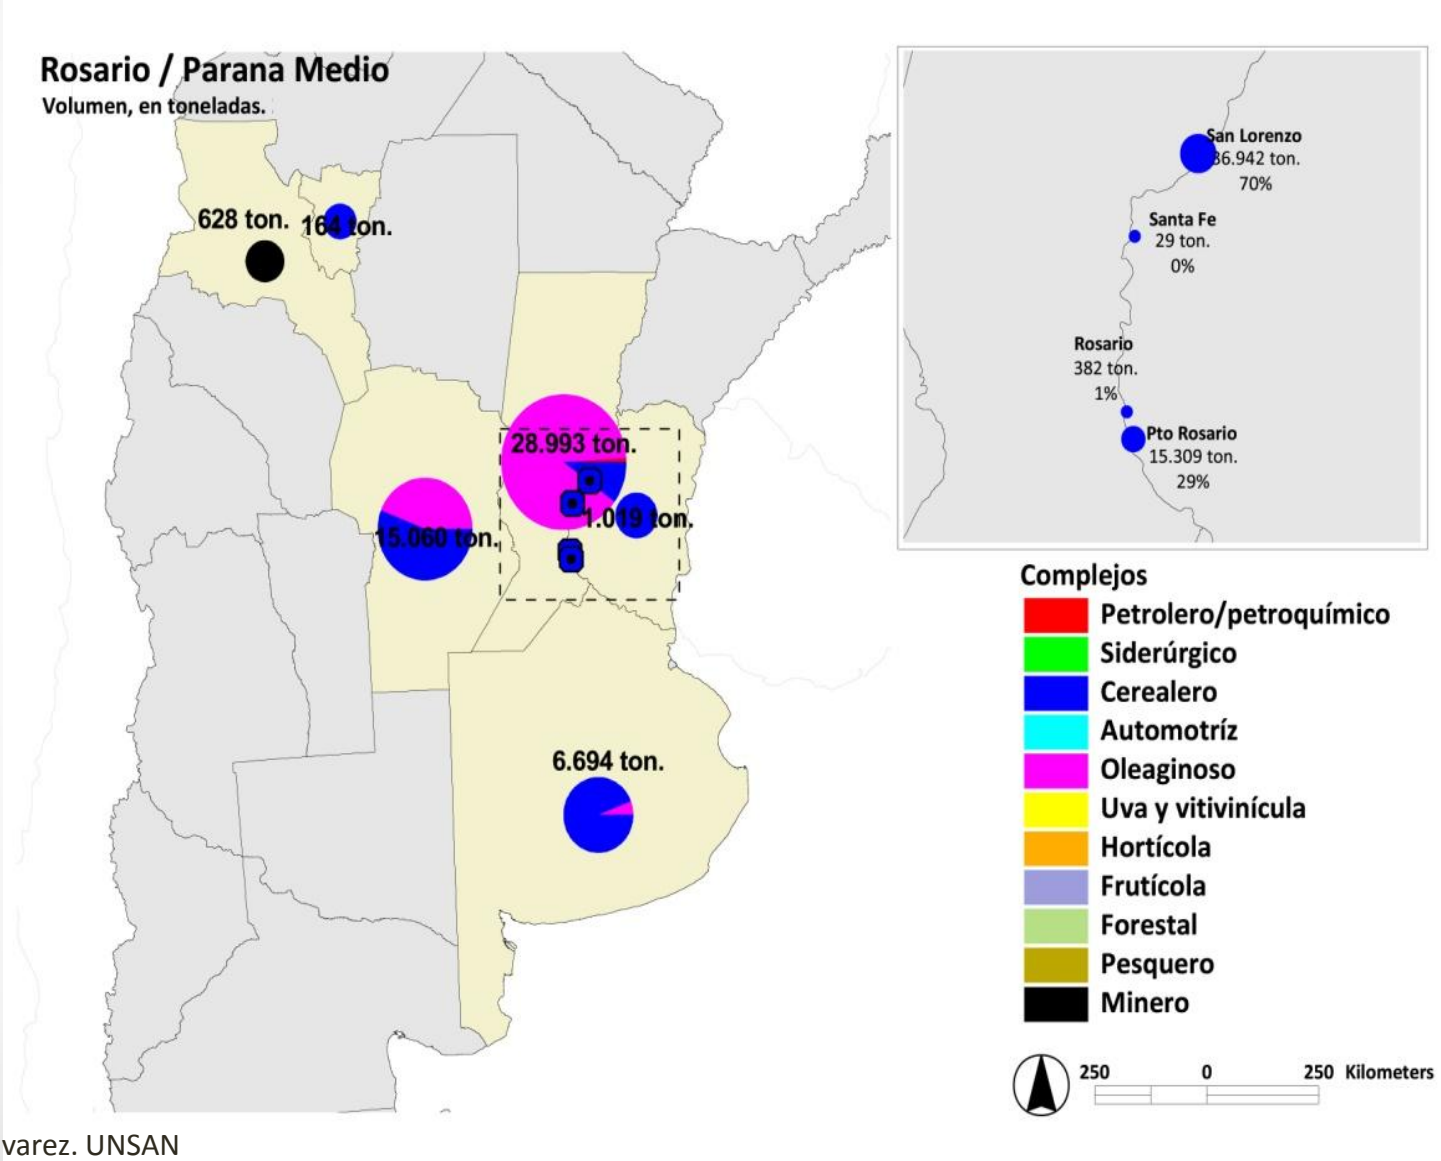 Rosario / Parana Medio
Volumen, en toneladas.
628 ton.
164 ton.
28.993 ton.
1.019 ton.
15.060 ton.
6.694 ton.
San Lorenzo
36.942 ton.
70%
Santa Fe
29 ton.
0%
Rosario
382 ton.
1%
Pto Rosario
15.309 ton.
29%
Complejos
Petrolero/petroquímico
Siderúrgico
Cerealero
Automotríz
Oleaginoso
Uva y vitivinícula
Hortícola
Frutícola
Forestal
Pesquero
Minero
250 0 250 Kilometers
varez. UNSAN